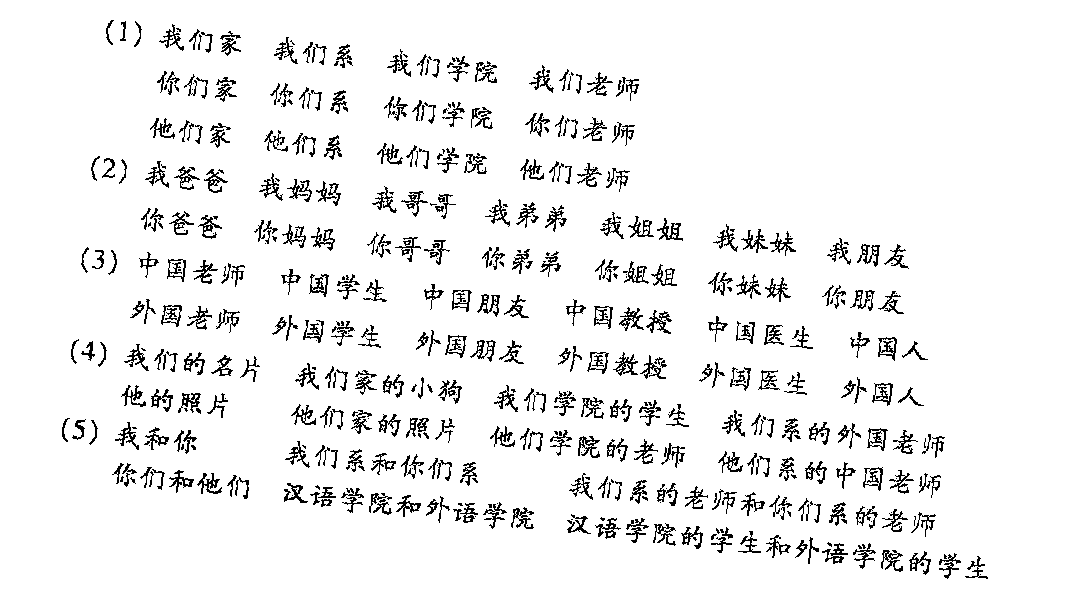 (1) 我们家 我们系 我们学院 我们老师
你们家 你们系 你们学院 你们老师
他们家 他们系 他们学院 他们老师
(2) 我爸爸 我妈妈 我哥哥 我弟弟 我姐姐 我妹妹 我朋友
你爸爸 你妈妈 你哥哥 你弟弟 你姐姐 你妹妹 你朋友
(3) 中国老师 中国学生 中国朋友 中国教授 中国医生 中国人
外国老师 外国学生 外国朋友 外国教授 外国医生 外国人
(4) 我们的名片 我们家的小狗 我们学院的学生 我们系的外国老师
他的照片 他们家的照片 他们学院的老师 他们系的中国老师
(5) 我和你 我们系和你们系 我们系的老师和你们系的老师
你们和他们 汉语学院和外语学院 汉语学院的学生和外语学院的学生